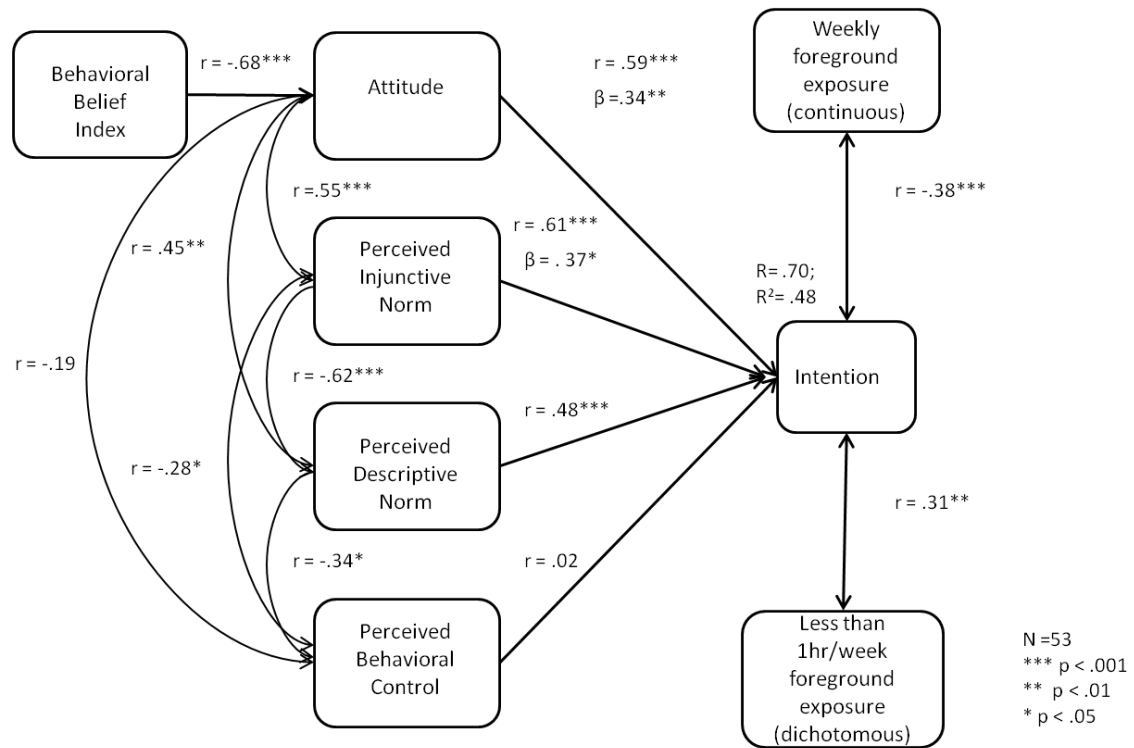 Behavioral
Belief
Index
r = -.68***
Attitude
r = .59***
β =.34**
Weekly
foreground
exposure
(continuous)
r =.55***
r = -.38***
r = .45**
Perceived
Injunctive
Norm
r = .61***
β = . 37*
R= .70;
R²= .48
r = -.19
r = -.62***
Intention
r = .48***
r = -.28*
Perceived
Descriptive
Norm
r = .31**
r = -.34*
r = .02
Perceived
Behavioral
Control
Less than
1hr/week
foreground
exposure
(dichotomous)
N =53
*** p < .001
** p < .01
* p < .05